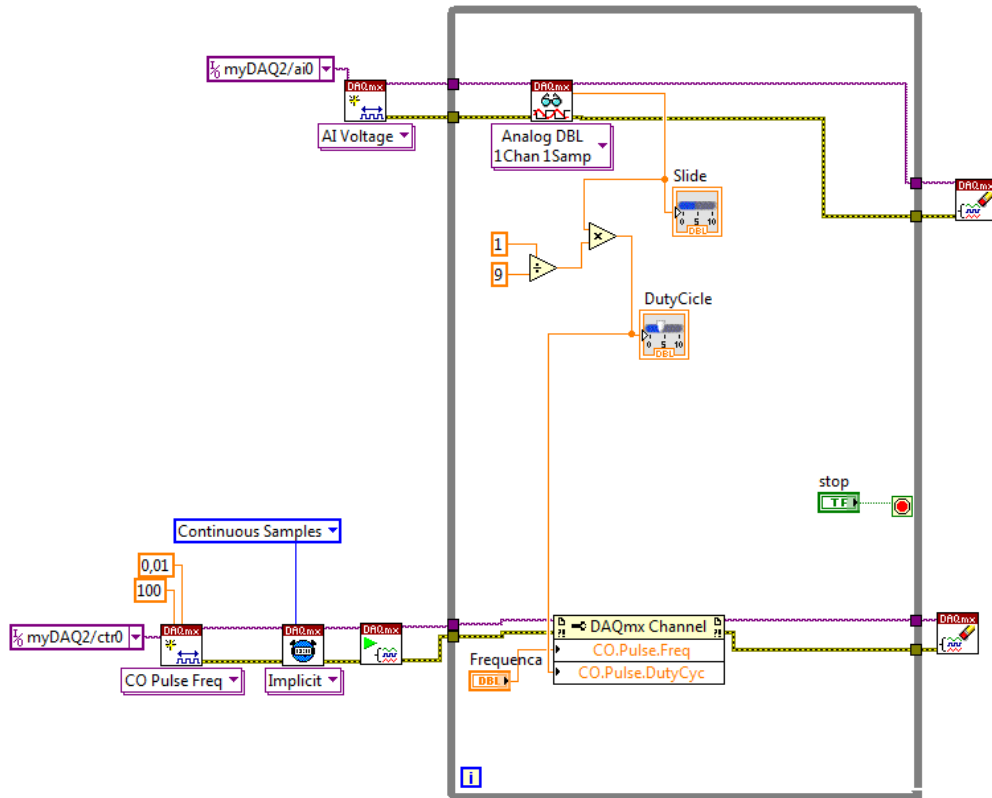 myDAQ2/ai0
DAQmx
AI Voltage
DAQmx
Analog DBL
1Chan 1Samp
Slide
0 5 10
DBL
1
9
DutyCicle
0 5 10
DBL
DAQmx
stop
TF
Continuous Samples
0,01
100
myDAQ2/ctr0
DAQmx
CO Pulse Freq
DAQmx
Implicit
DAQmx
DAQmx Channel
CO.Pulse.Freq
CO.Pulse.DutyCyc
Frequenca
DBL
DAQmx
i